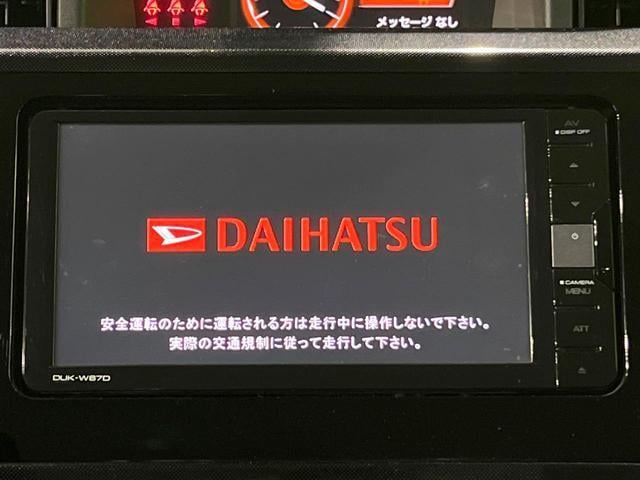 メッセージ なし
AV
DISP OFF
DAIHATSU
CAMERA
MENU
安全運転のために運転される方は走行中に操作しないで下さい。
実際の交通規制に従って走行して下さい。
ATT
DUK-W67D